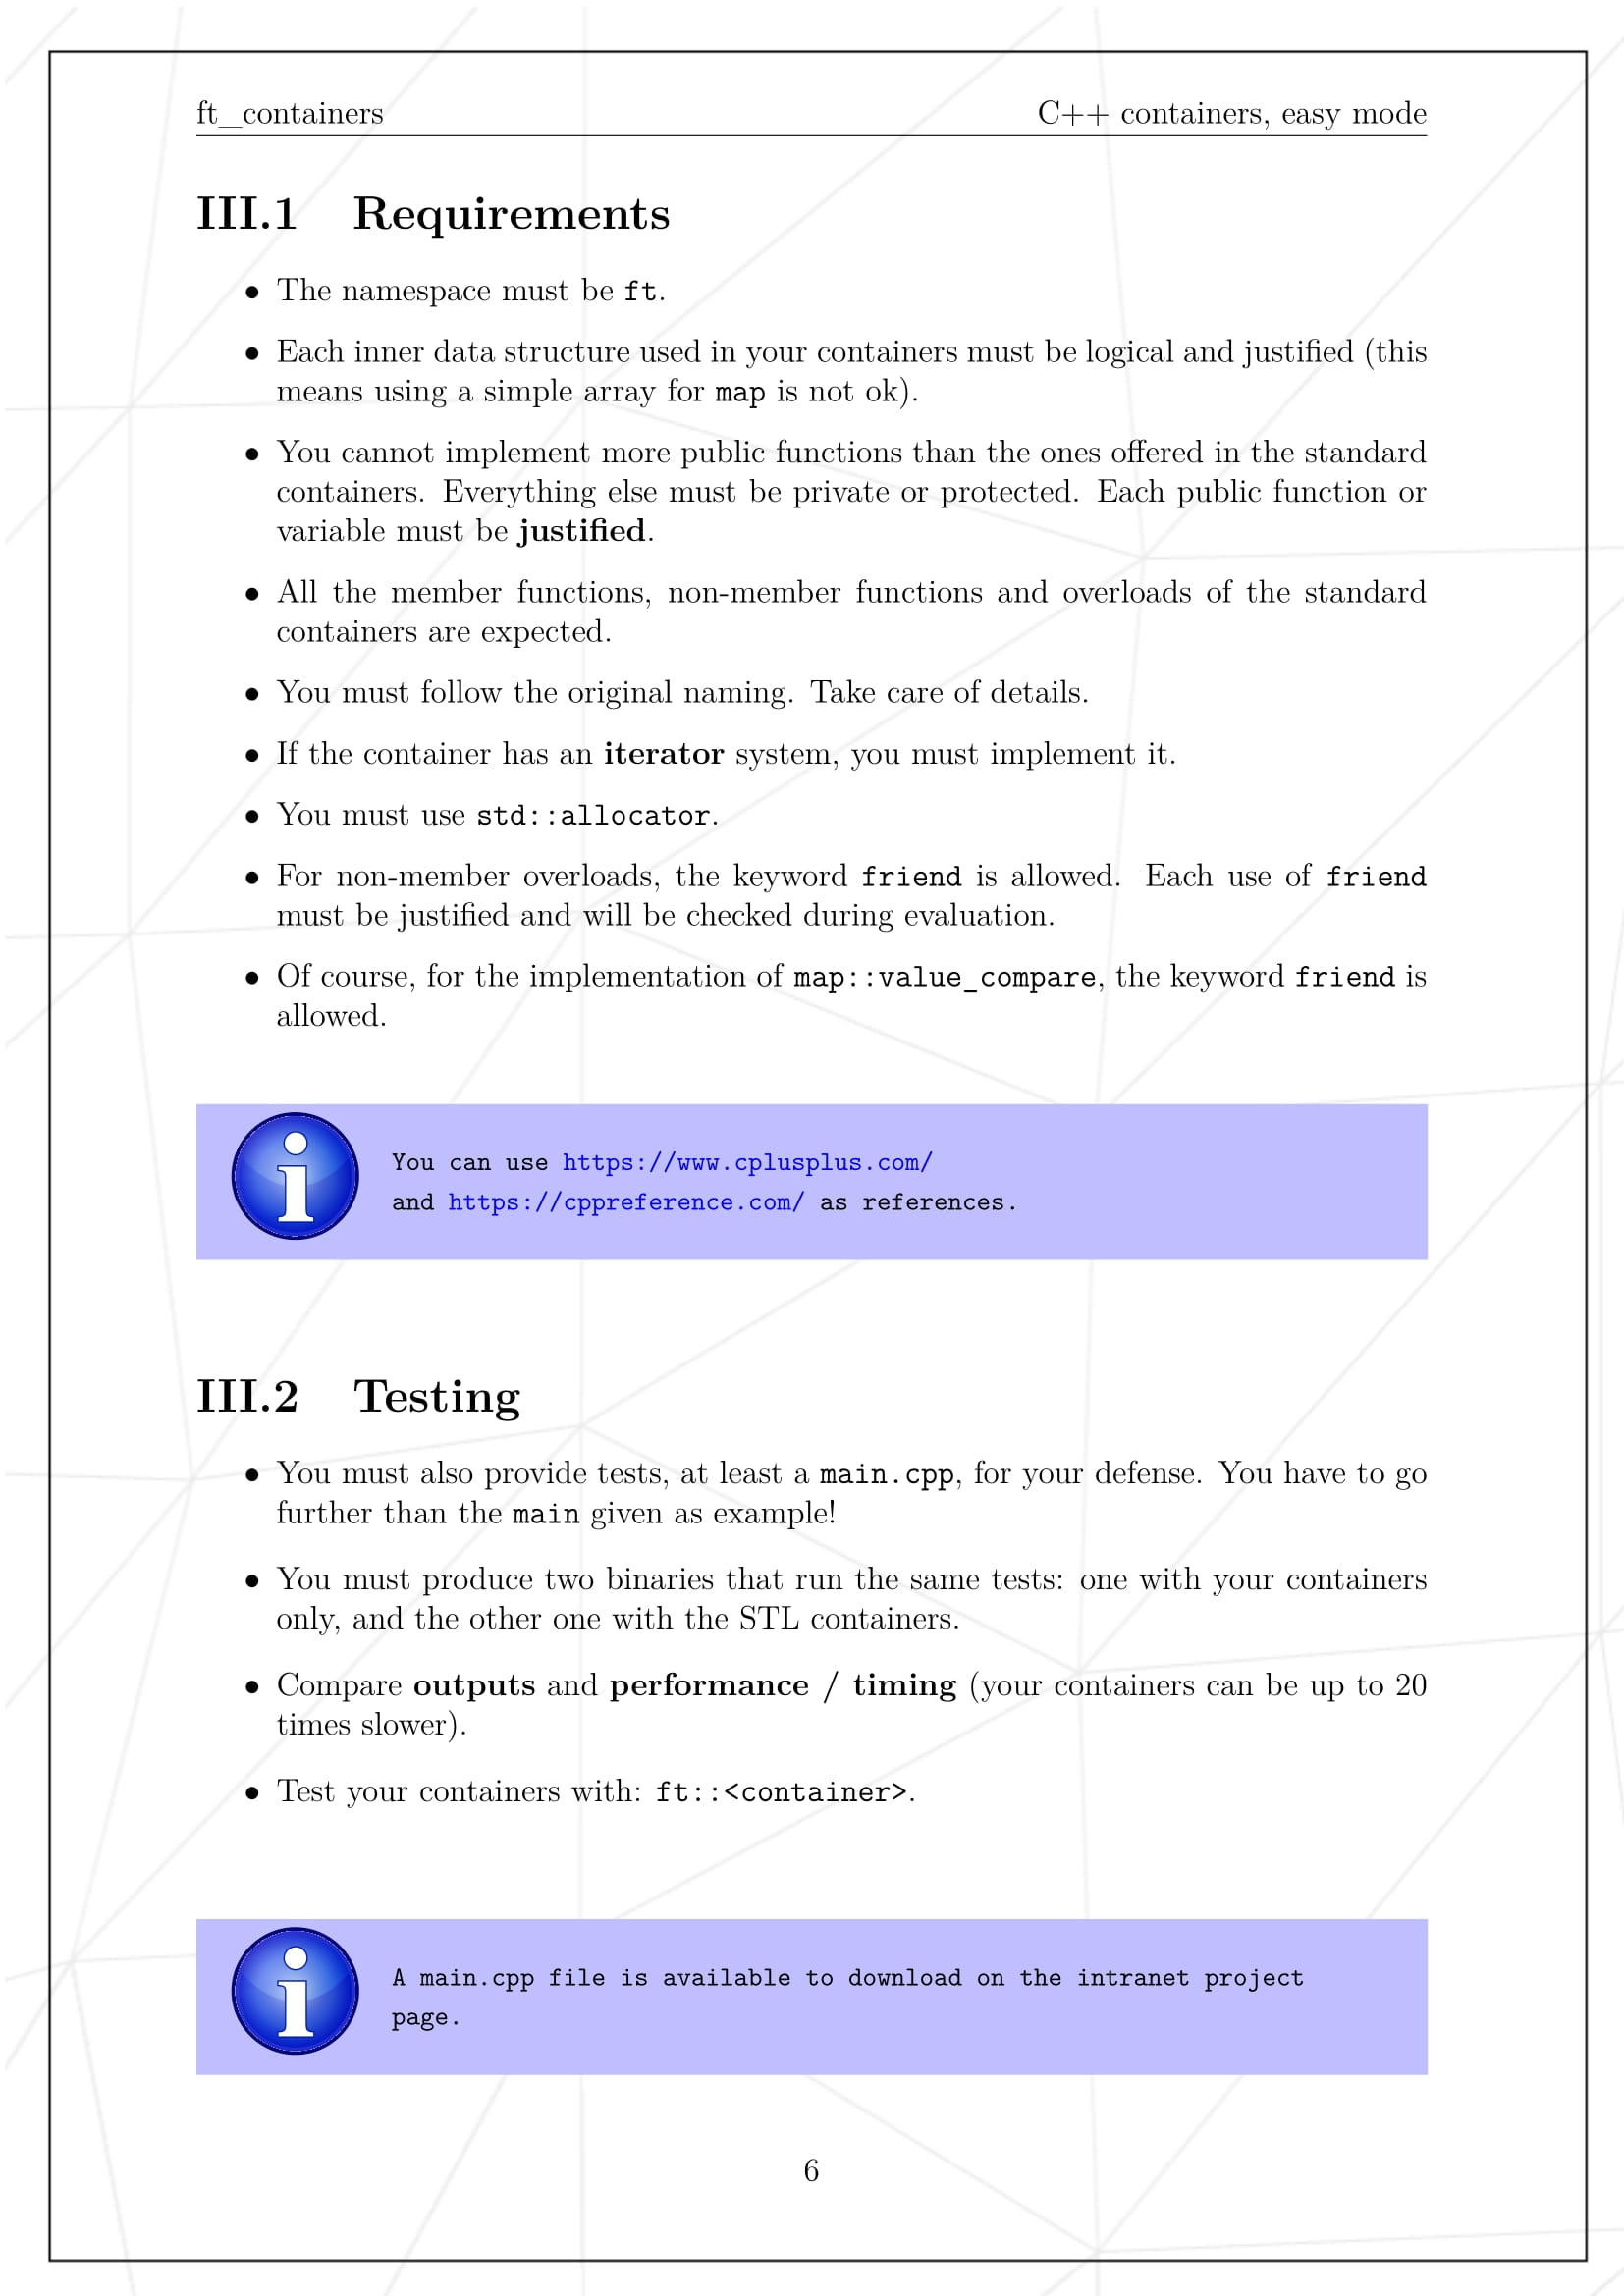 ft_containers
C++ containers, easy mode
III.1 Requirements
• The namespace must be ft.
• Each inner data structure used in your containers must be logical and justified (this
means using a simple array for map is not ok).
• You cannot implement more public functions than the ones offered in the standard
containers. Everything else must be private or protected. Each public function or
variable must be justified.
• All the member functions, non-member functions and overloads of the standard
containers are expected.
• You must follow the original naming. Take care of details.
• If the container has an iterator system, you must implement it.
• You must use std::allocator.
• For non-member overloads, the keyword friend is allowed. Each use of friend
must be justified and will be checked during evaluation.
• Of course, for the implementation of map::value_compare, the keyword friend is
allowed.
You can use https://www.cplusplus.com/
and https://cppreference.com/ as references.
III.2 Testing
• You must also provide tests, at least a main.cpp, for your defense. You have to go
further than the main given as example!
• You must produce two binaries that run the same tests: one with your containers
only, and the other one with the STL containers.
• Compare outputs and performance / timing (your containers can be up to 20
times slower).
• Test your containers with: ft::<container>.
A main.cpp file is available to download on the intranet project
page.
6